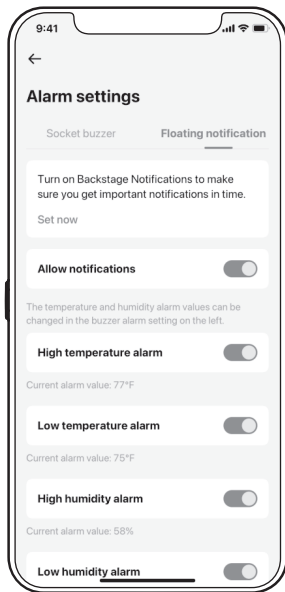 9:41
Alarm settings
Socket buzzer Floating notification
Turn on Backstage Notifications to make
sure you get important notifications in time.
Set now
Allow notifications
The temperature and humidity alarm values can be
changed in the buzzer alarm setting on the left.
High temperature alarm
Current alarm value: 77°F
Low temperature alarm
Current alarm value: 75°F
High humidity alarm
Current alarm value: 58%
Low humidity alarm